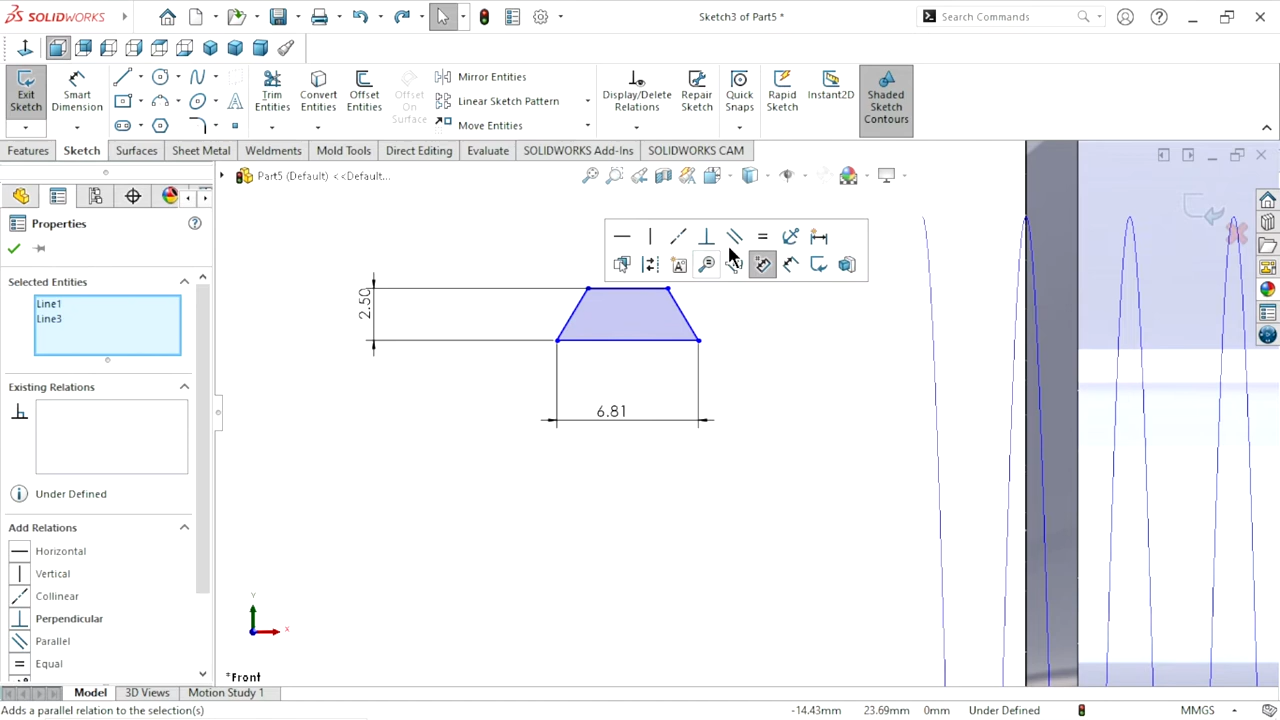 SOLIDWORKS
Sketch3 of Part5 *
Search Commands
Exit
Sketch
Smart
Dimension
Trim
Entities
Convert
Entities
Offset
Entities
Offset
On
Surface
Mirror Entities
Linear Sketch Pattern
Move Entities
Display/Delete
Relations
Repair
Sketch
Quick
Snaps
Rapid
Sketch
Instant2D
Shaded
Sketch
Contours
Features
Sketch
Surfaces
Sheet Metal
Weldments
Mold Tools
Direct Editing
Evaluate
SOLIDWORKS Add-Ins
SOLIDWORKS CAM
Part5 (Default) <<Default...
Properties
Selected Entities
Line1
Line3
Existing Relations
Under Defined
Add Relations
Horizontal
Vertical
Collinear
Perpendicular
Parallel
Equal
2.50
6.81
Y
X
*Front
Model
3D Views
Motion Study 1
Adds a parallel relation to the selection(s)
-14.43mm
23.69mm
0mm
Under Defined
MMGS